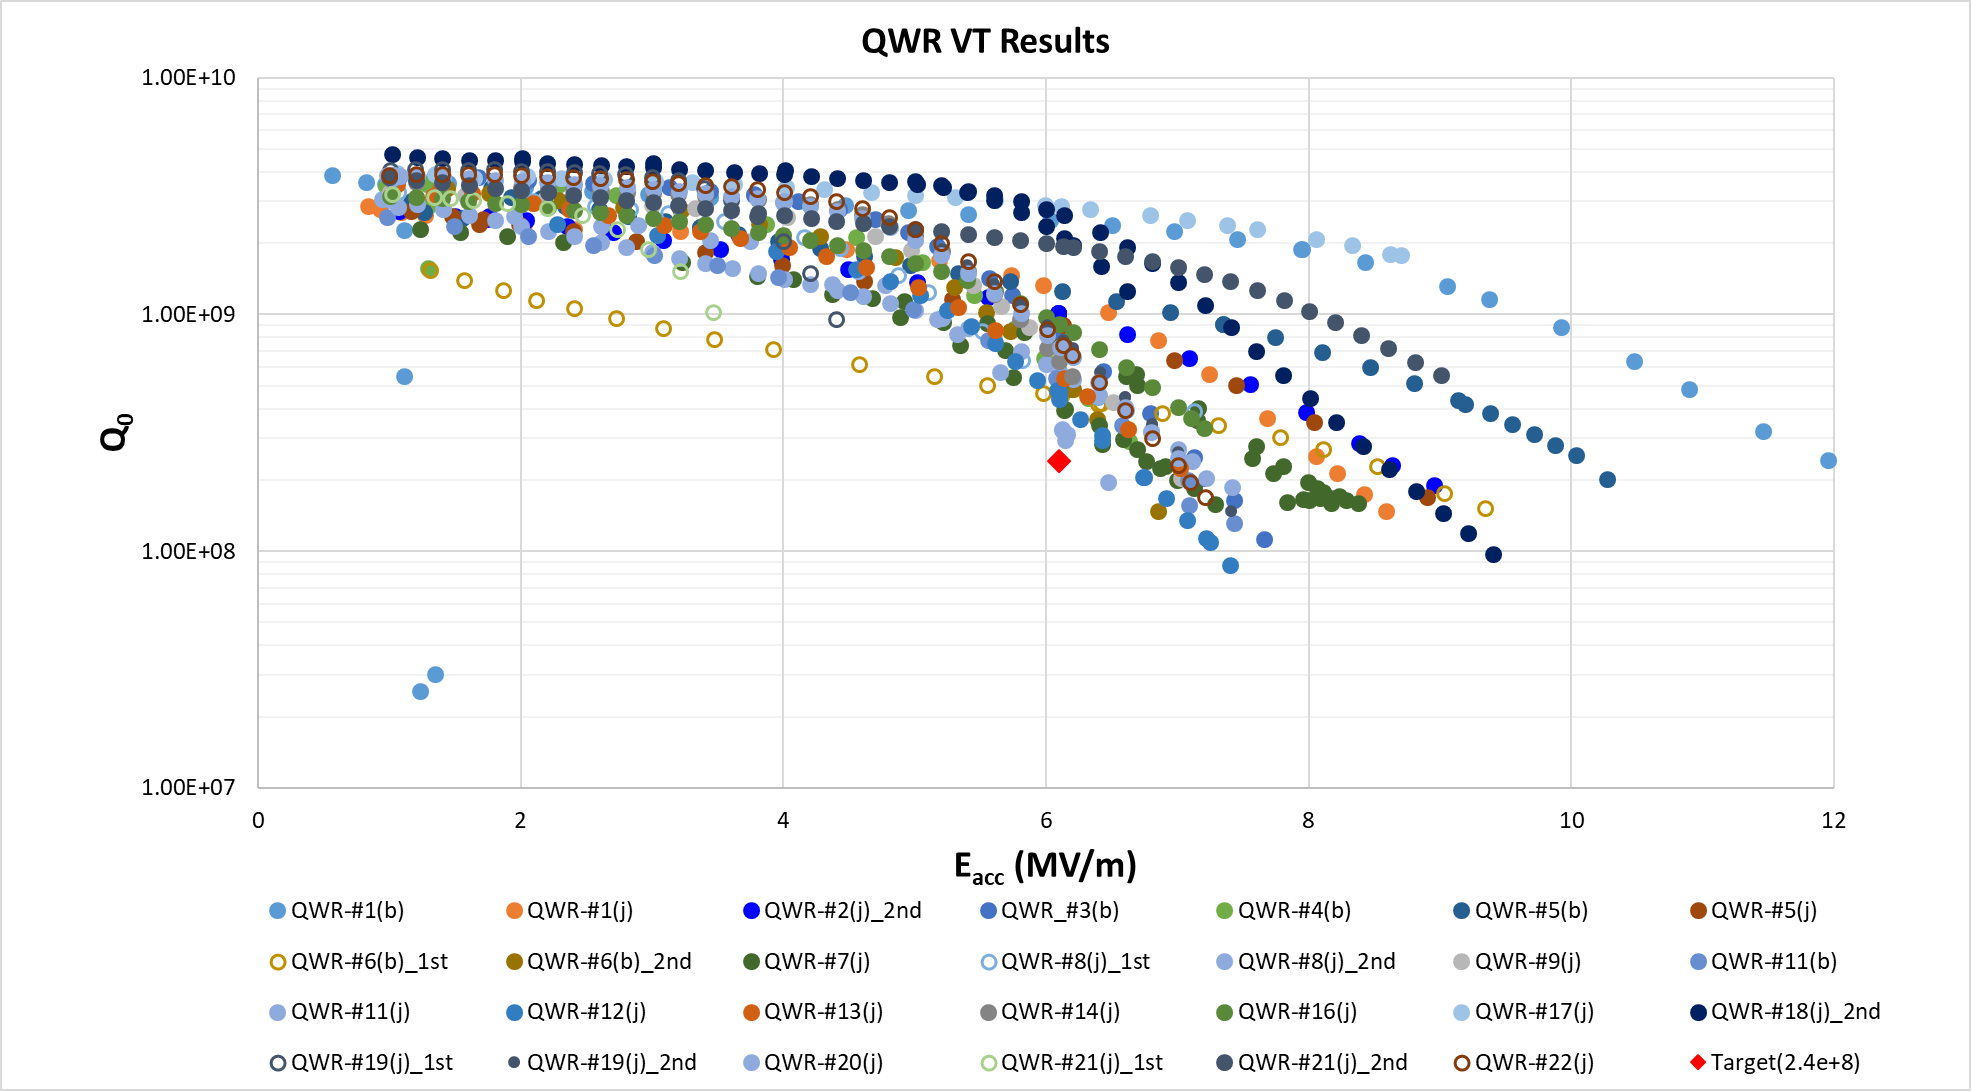 QWR VT Results
1.00E+10
1.00E+09
1.00E+08
1.00E+07
Q0
0 2 4 6 8 10 12
Eacc (MV/m)
QWR-#1(b) QWR-#1(j) QWR-#2(j)_2nd QWR_#3(b) QWR-#4(b) QWR-#5(b) QWR-#5(j)
QWR-#6(b)_1st QWR-#6(b)_2nd QWR-#7(j) QWR-#8(j)_1st QWR-#8(j)_2nd QWR-#9(j) QWR-#11(b)
QWR-#11(j) QWR-#12(j) QWR-#13(j) QWR-#14(j) QWR-#16(j) QWR-#17(j) QWR-#18(j)_2nd
QWR-#19(j)_1st QWR-#19(j)_2nd QWR-#20(j) QWR-#21(j)_1st QWR-#21(j)_2nd QWR-#22(j) Target(2.4e+8)